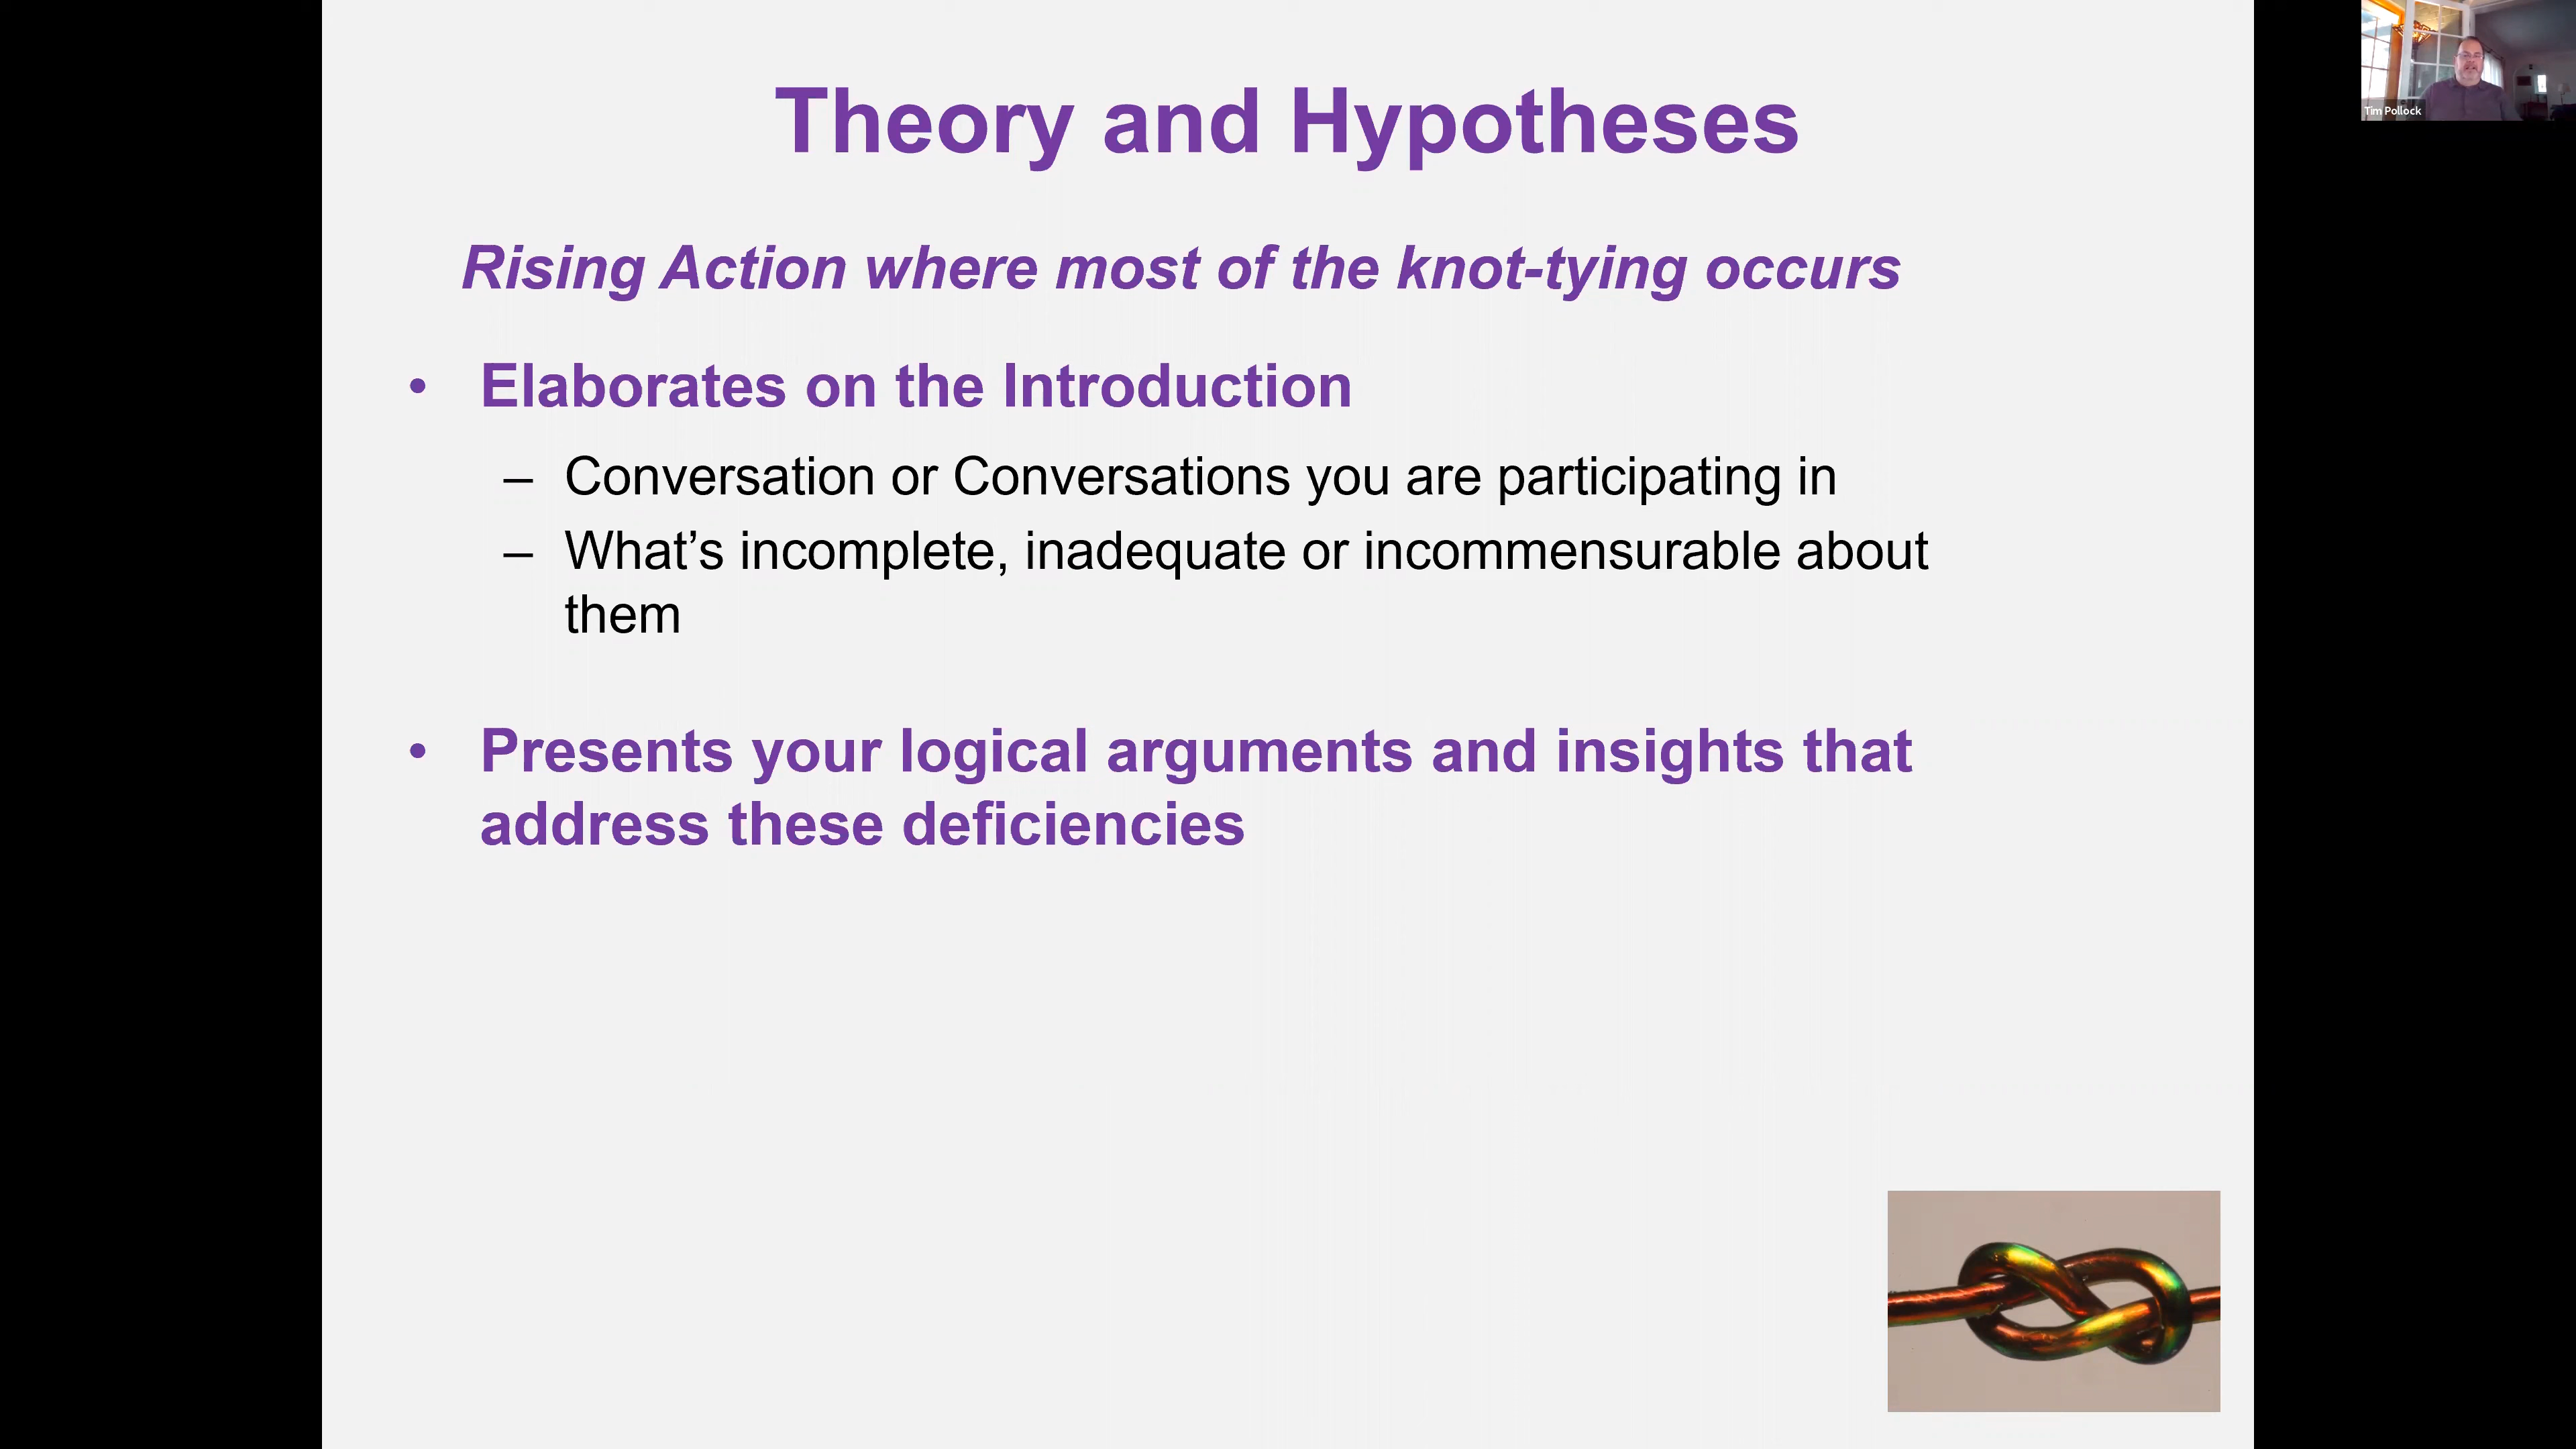 Theory and Hypotheses
Tim Pollock
Rising Action where most of the knot-tying occurs
• Elaborates on the Introduction
– Conversation or Conversations you are participating in
– What’s incomplete, inadequate or incommensurable about
them
• Presents your logical arguments and insights that
address these deficiencies